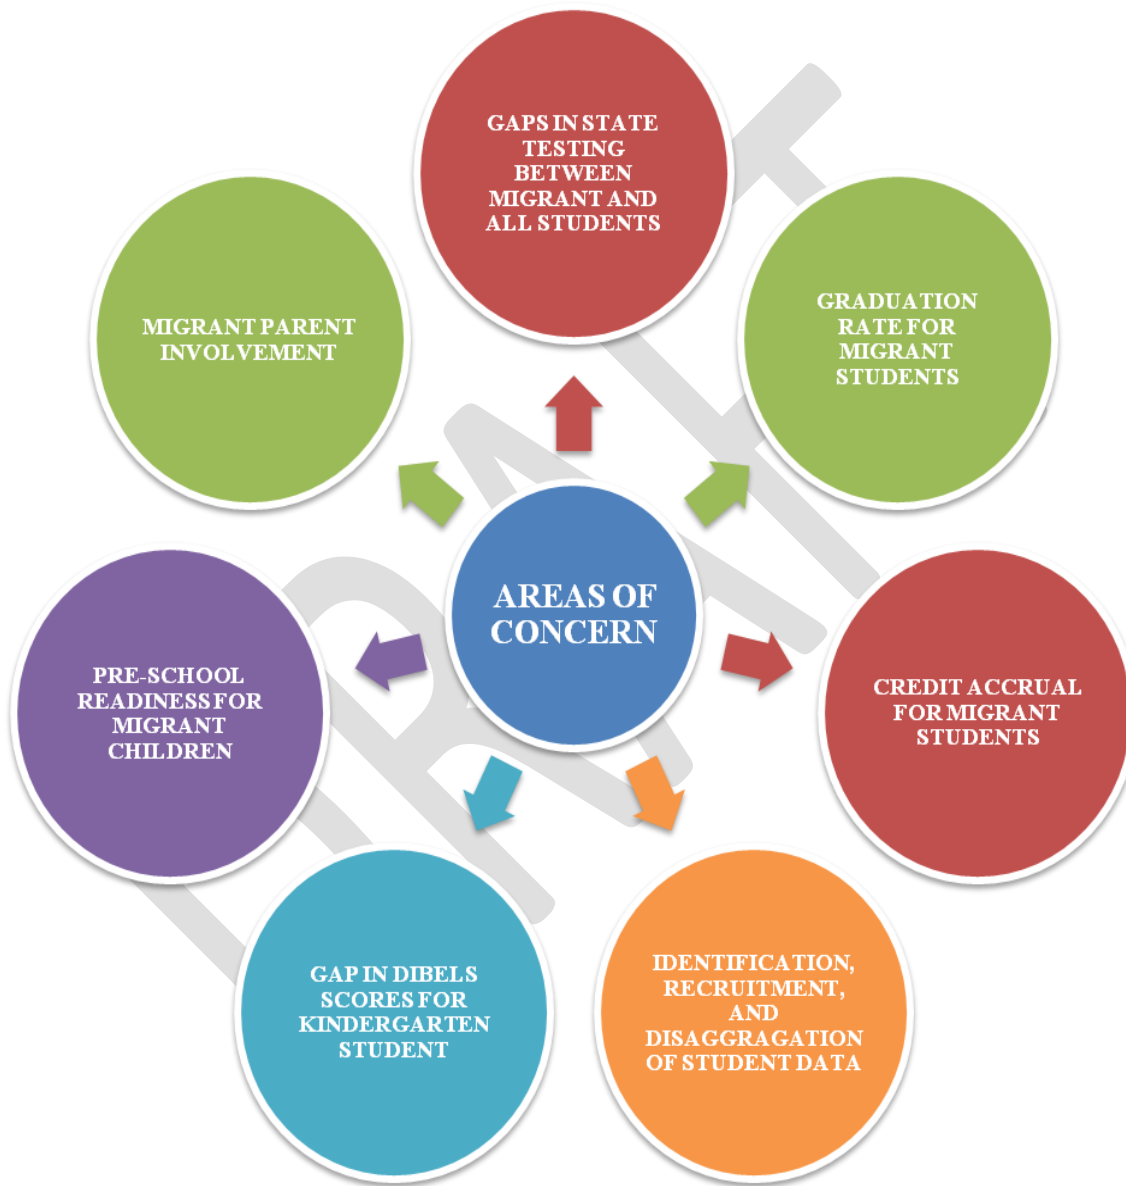 GAPS IN STATE
TESTING
BETWEEN
MIGRANT AND
ALL STUDENTS
GRADUATION
RATE FOR
MIGRANT
STUDENTS
CREDIT ACCRUAL
FOR MIGRANT
STUDENTS
IDENTIFICATION,
RECRUITMENT,
AND
DISAGGRAGATION
OF STUDENT DATA
GAP IN DIBELS
SCORES FOR
KINDERGARTEN
STUDENT
PRE-SCHOOL
READINESS FOR
MIGRANT
CHILDREN
MIGRANT PARENT
INVOLVEMENT
AREAS OF
CONCERN
DRAFT